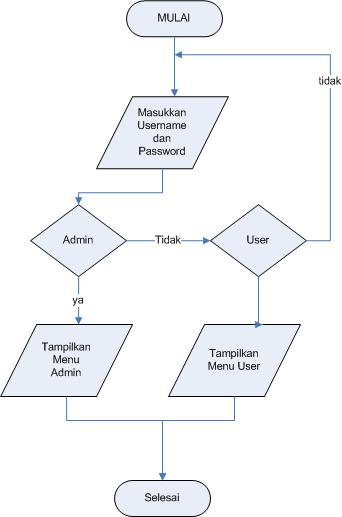 MULAI
tidak
Masukkan
Username
dan
Password
Admin
Tidak
User
ya
Tampilkan
Menu
Admin
Tampilkan
Menu User
Selesai